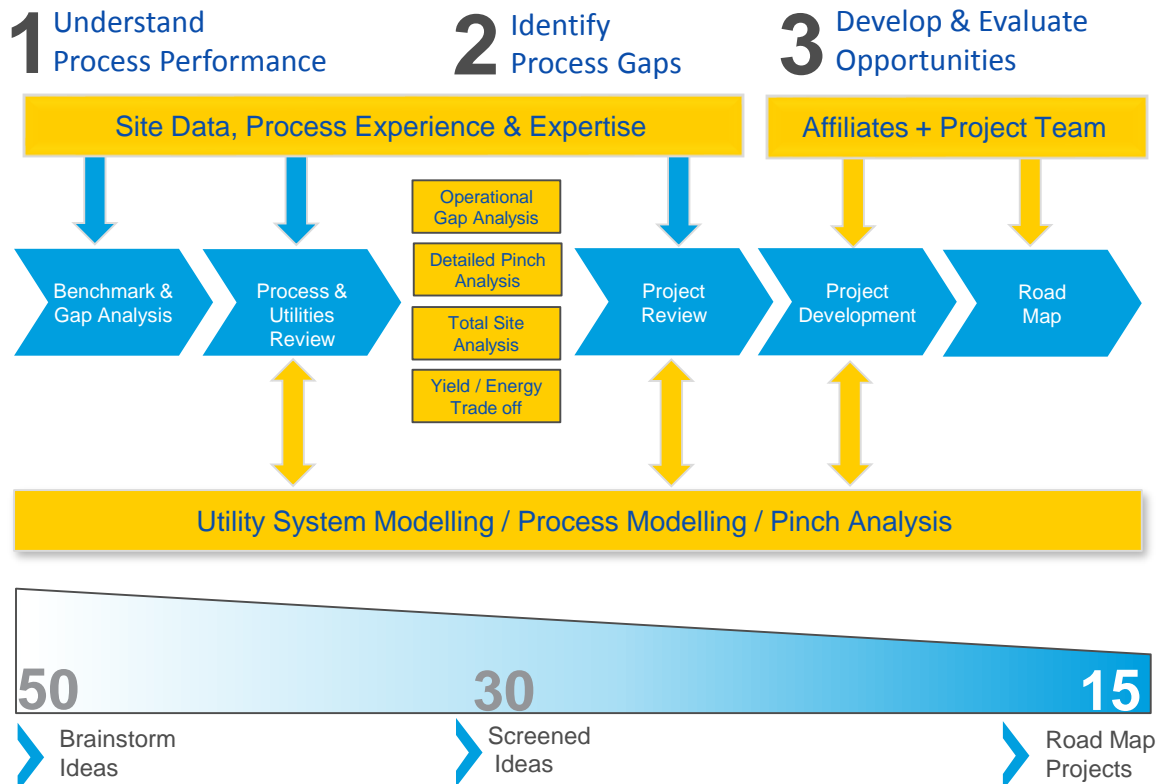 1
Understand
Process Performance
2
Identify
Process Gaps
3
Develop & Evaluate
Opportunities
Site Data, Process Experience & Expertise
Affiliates + Project Team
Benchmark &
Gap Analysis
Process &
Utilities
Review
Operational
Gap Analysis
Detailed Pinch
Analysis
Total Site
Analysis
Yield / Energy
Trade off
Project
Review
Project
Development
Road
Map
Utility System Modelling / Process Modelling / Pinch Analysis
50
30
15
Brainstorm
Ideas
Screened
Ideas
Road Map
Projects